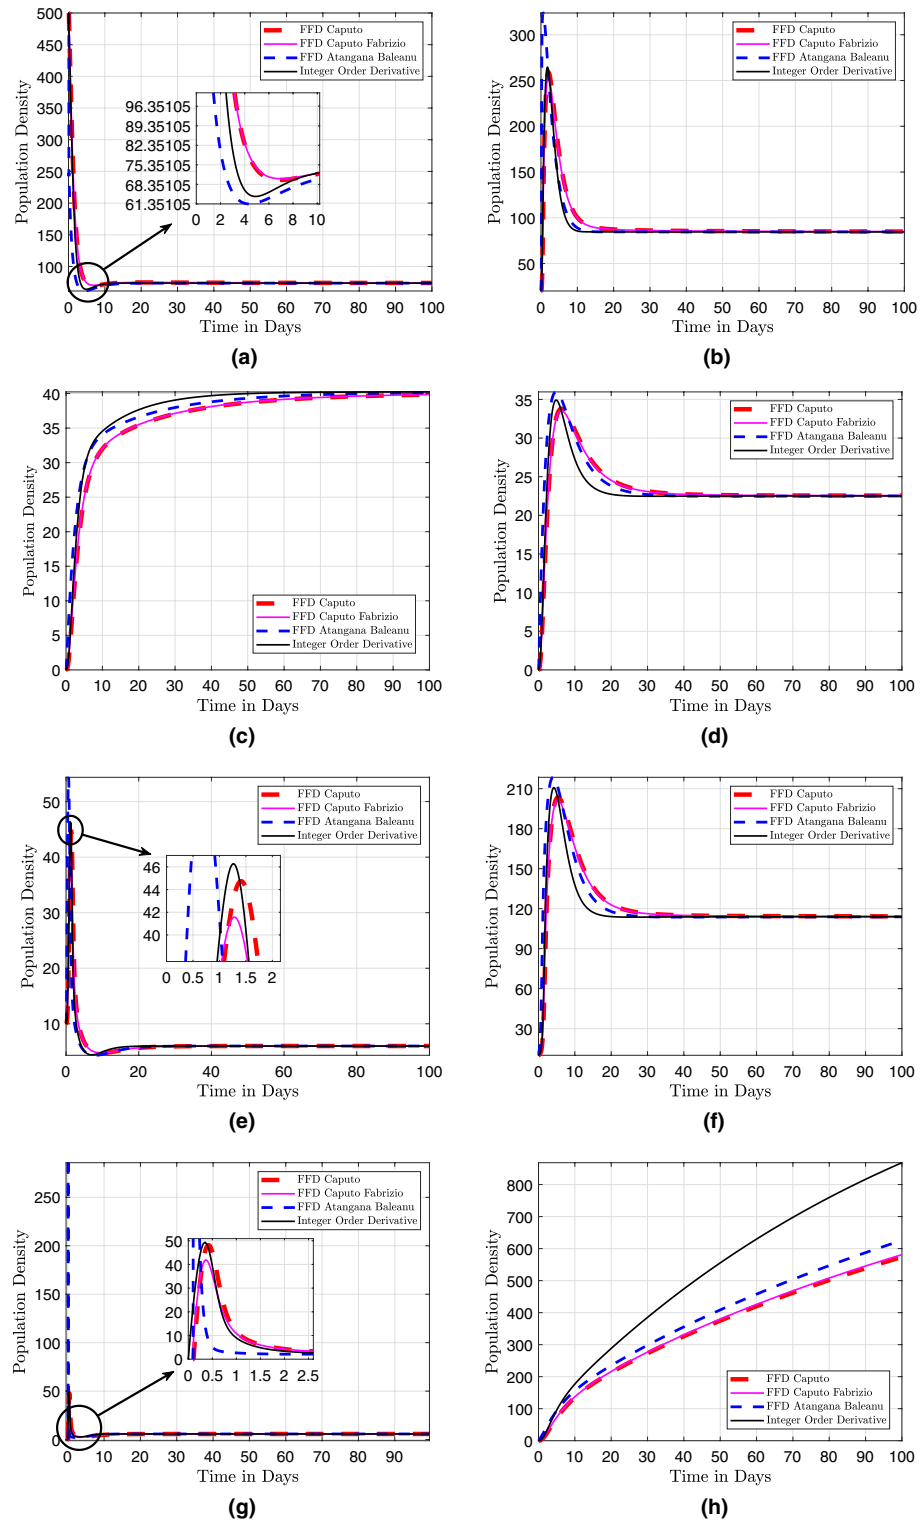 500
450
400
350
300
250
200
150
100
Population Density
FFD Caputo
FFD Caputo Fabrizio
FFD Atangana Baleanu
Integer Order Derivative
96.35105
89.35105
82.35105
75.35105
68.35105
61.35105
0 2 4 6 8 10
0 10 20 30 40 50 60 70 80 90 100
Time in Days
(a)
300
250
200
150
100
50
Population Density
FFD Caputo
FFD Caputo Fabrizio
FFD Atangana Baleanu
Integer Order Derivative
0 10 20 30 40 50 60 70 80 90 100
Time in Days
(b)
40
35
30
25
20
15
10
5
0
Population Density
FFD Caputo
FFD Caputo Fabrizio
FFD Atangana Baleanu
Integer Order Derivative
0 10 20 30 40 50 60 70 80 90 100
Time in Days
(c)
35
30
25
20
15
10
5
0
Population Density
FFD Caputo
FFD Caputo Fabrizio
FFD Atangana Baleanu
Integer Order Derivative
0 10 20 30 40 50 60 70 80 90 100
Time in Days
(d)
50
40
30
20
10
Population Density
FFD Caputo
FFD Caputo Fabrizio
FFD Atangana Baleanu
Integer Order Derivative
46
44
42
40
0 0.5 1 1.5 2
0 10 20 30 40 50 60 70 80 90 100
Time in Days
(e)
210
180
150
120
90
60
30
Population Density
FFD Caputo
FFD Caputo Fabrizio
FFD Atangana Baleanu
Integer Order Derivative
0 10 20 30 40 50 60 70 80 90 100
Time in Days
(f)
250
200
150
100
50
0
Population Density
FFD Caputo
FFD Caputo Fabrizio
FFD Atangana Baleanu
Integer Order Derivative
50
40
30
20
10
0
0 0.5 1 1.5 2 2.5
0 10 20 30 40 50 60 70 80 90
Time in Days
(g)
800
700
600
500
400
300
200
100
0
Population Density
FFD Caputo
FFD Caputo Fabrizio
FFD Atangana Baleanu
Integer Order Derivative
0 10 20 30 40 50 60 70 80 90 100
Time in Days
(h)